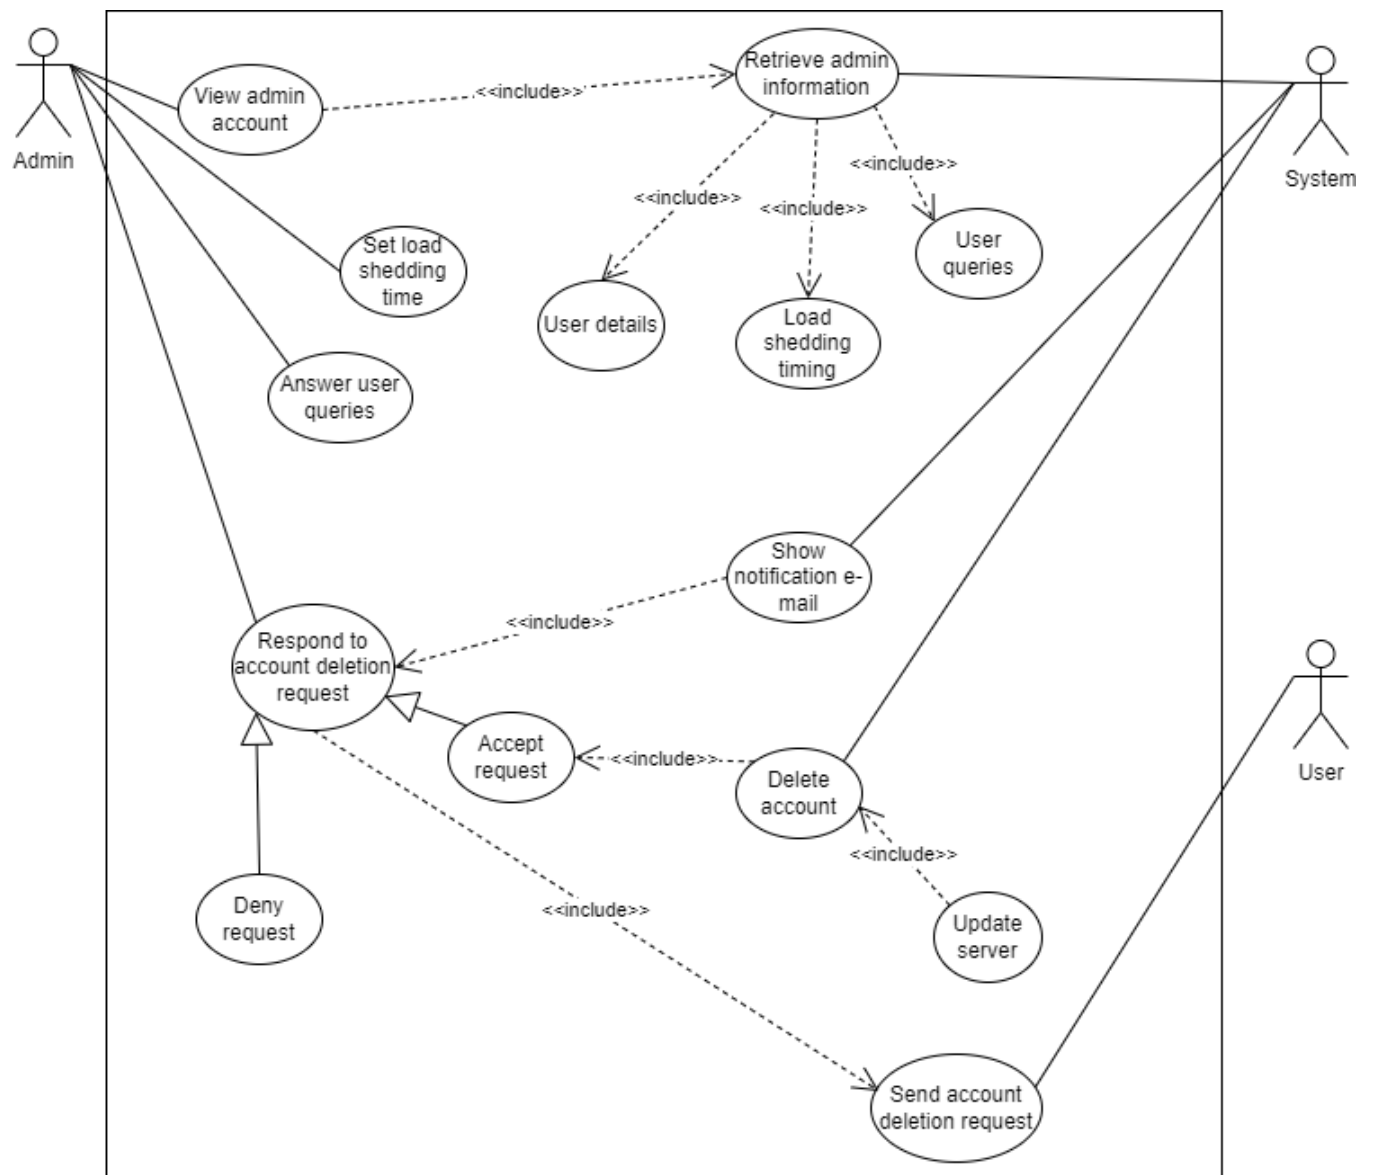 Admin
View admin
account
<<include>>
Retrieve admin
information
System
<<include>>
<<include>>
<<include>>
User
queries
Set load
shedding
time
User details
Load
shedding
timing
Answer user
queries
Show
notification e-
mail
<<include>>
Respond to
account deletion
request
Accept
request
<<include>>
Delete
account
User
<<include>>
Deny
request
<<include>>
Update
server
Send account
deletion request